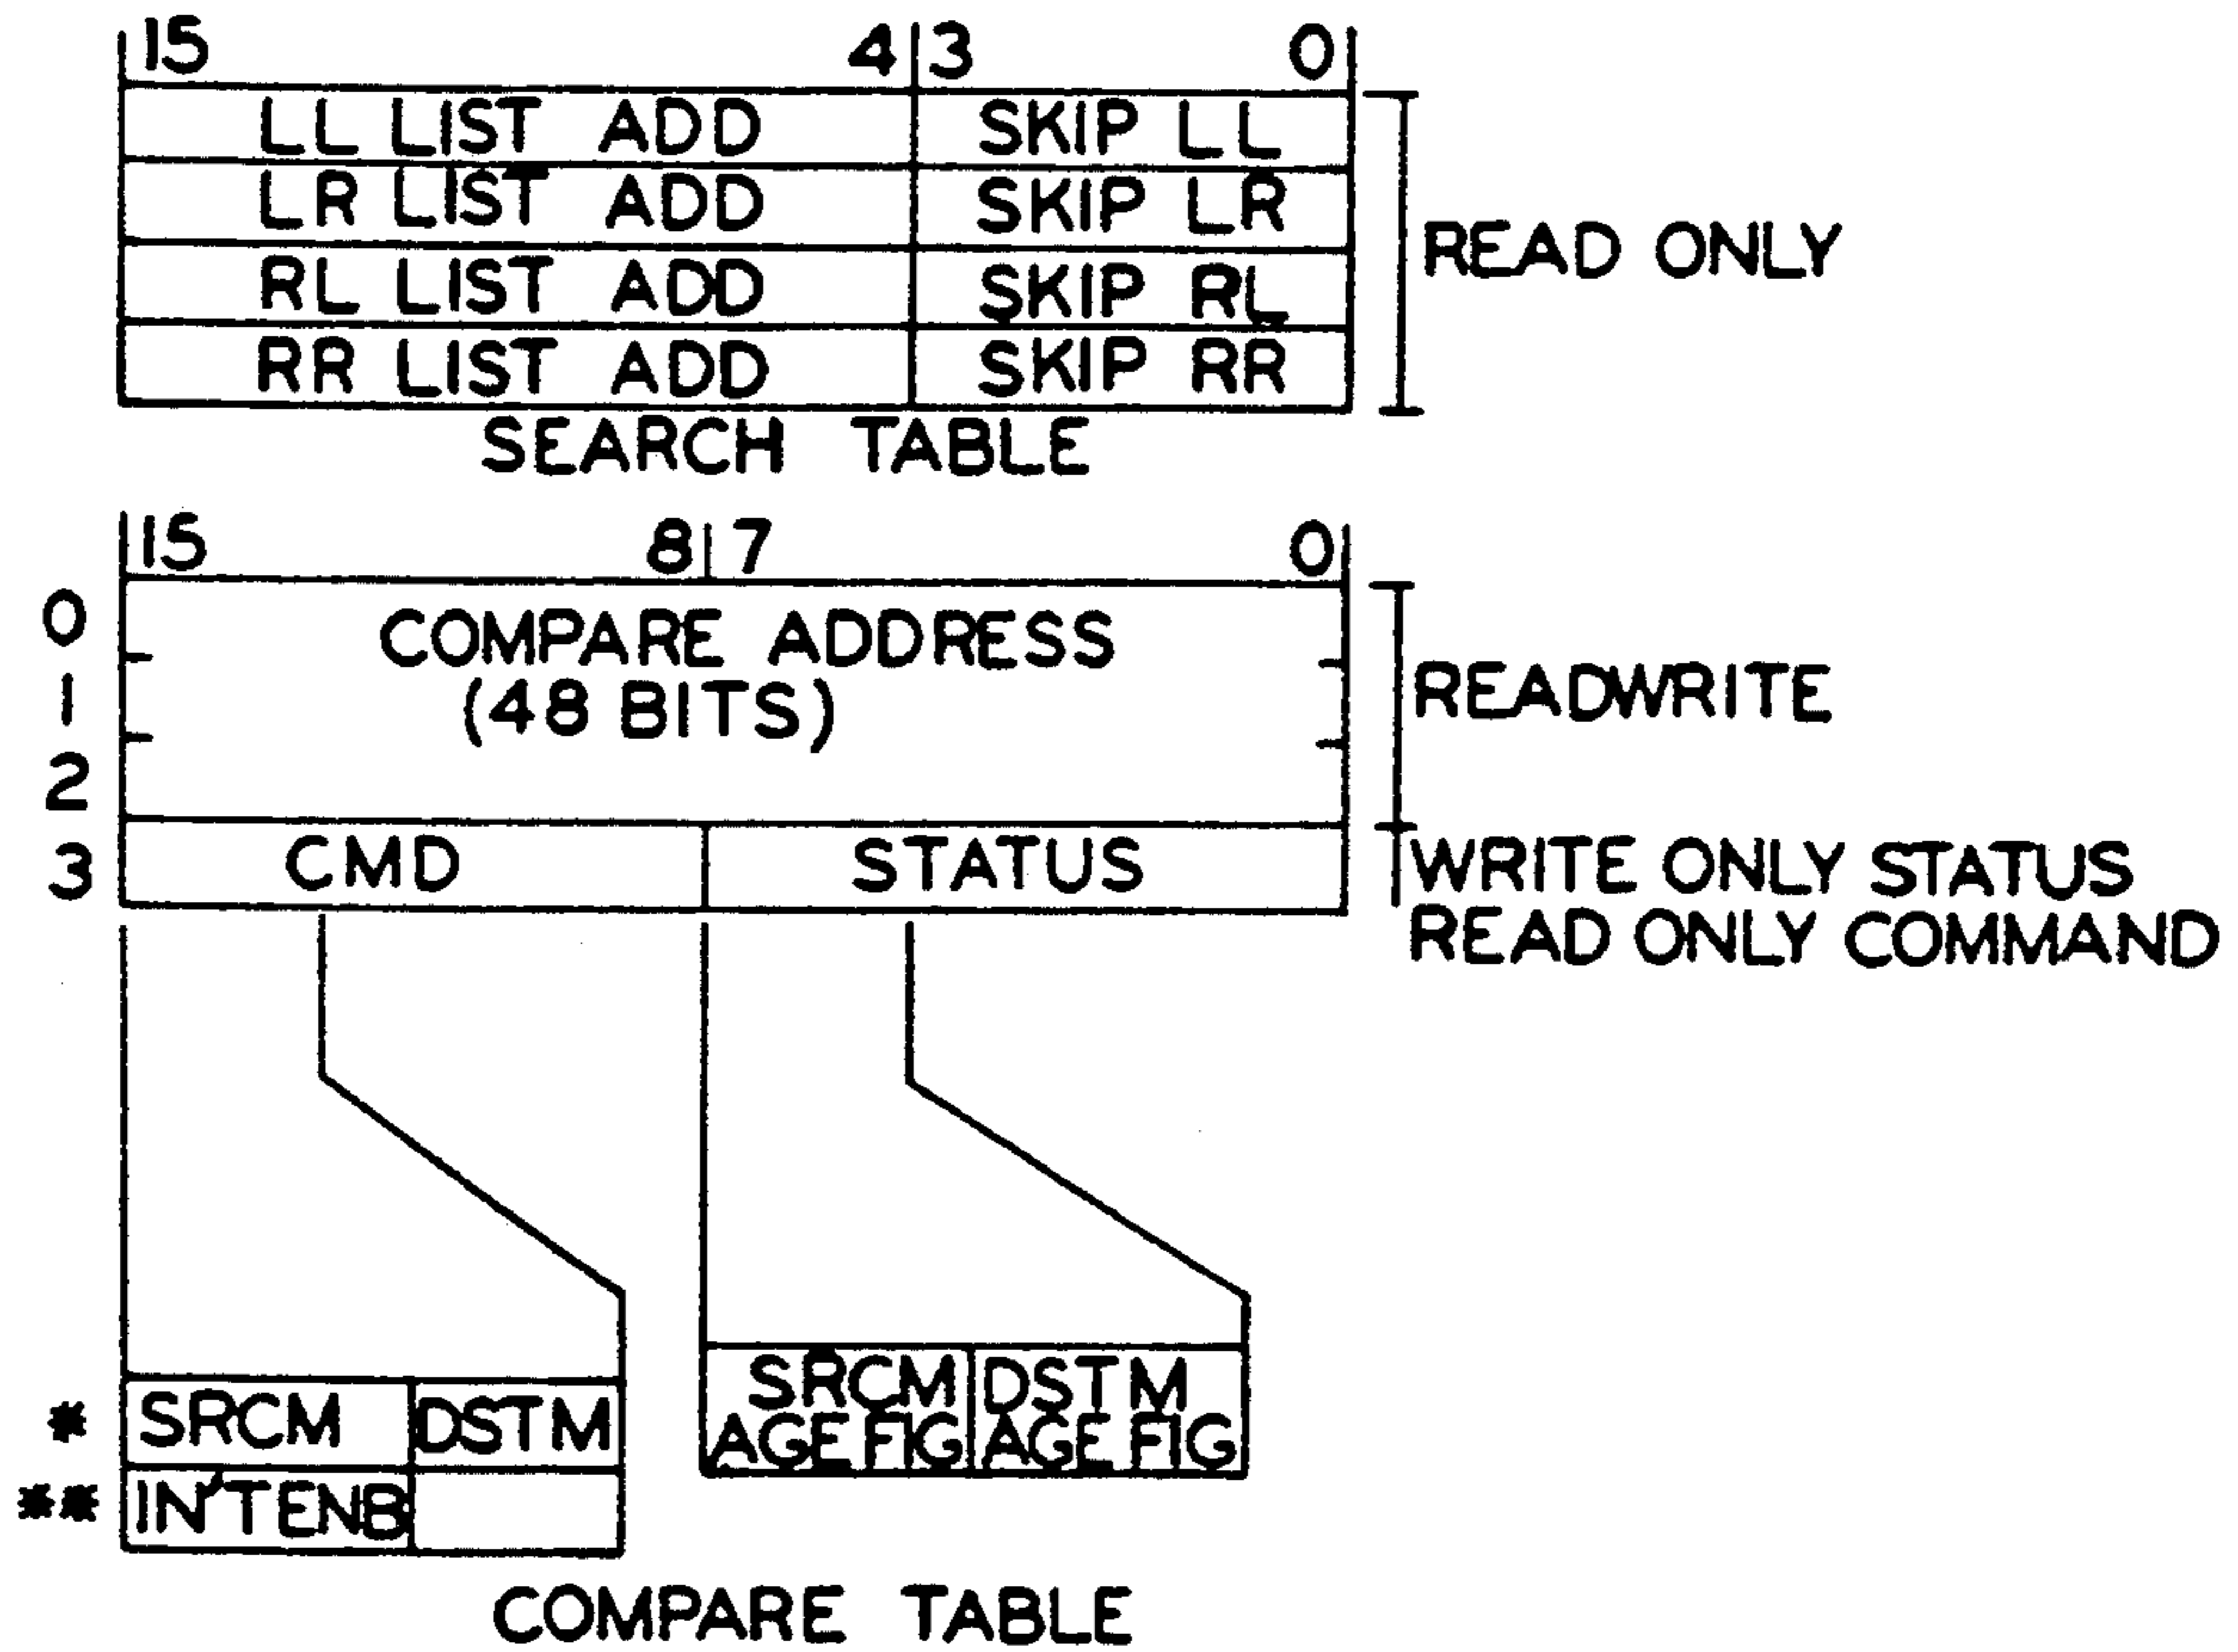 15 4 3 0
LL LIST ADD SKIP LL
LR LIST ADD SKIP LR
RL LIST ADD SKIP RL
RR LIST ADD SKIP RR
READ ONLY
SEARCH TABLE
15 8 7 0
0 COMPARE ADDRESS
1 (48 BITS)
2
READWRITE
3 CMD STATUS
WRITE ONLY STATUS
READ ONLY COMMAND
SRCM DSTM
AGE FIG AGE FIG
* SRCM DSTM
** INTENB
COMPARE TABLE